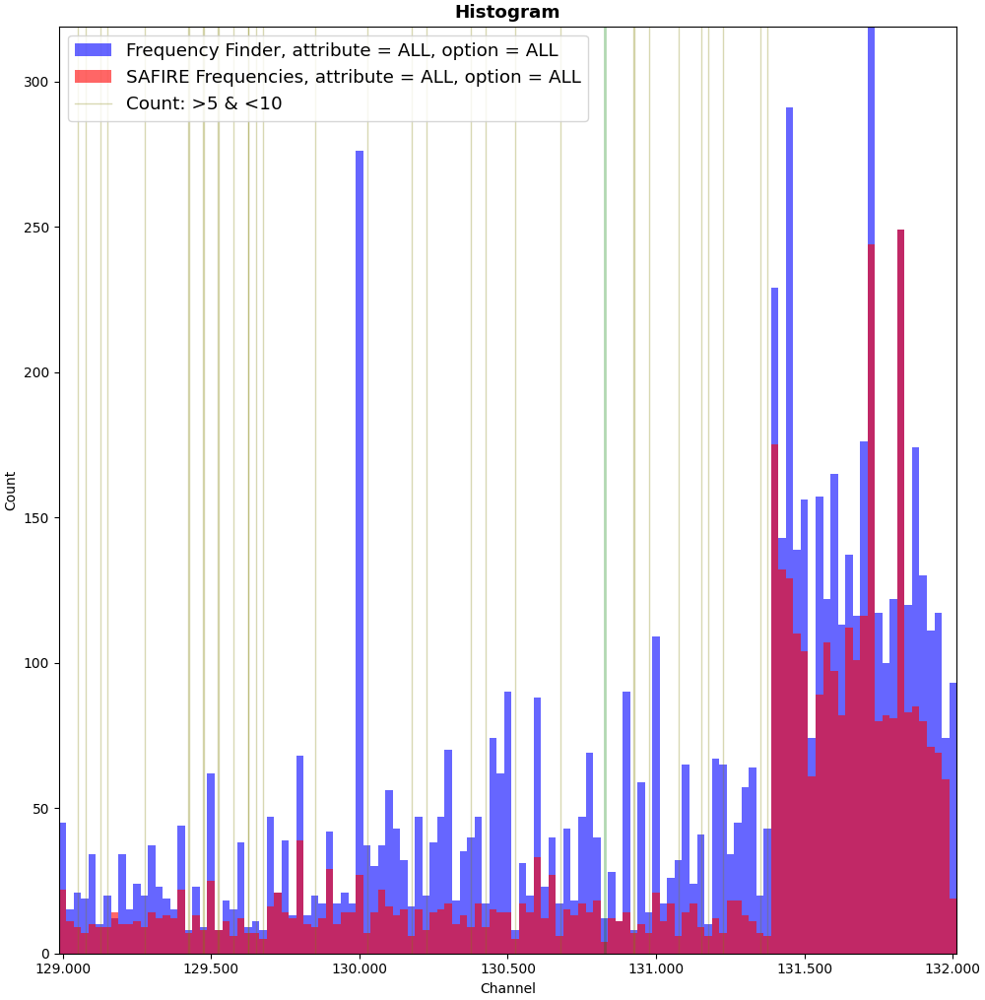 Histogram
Frequency Finder, attribute = ALL, option = ALL
SAFIRE Frequencies, attribute = ALL, option = ALL
Count: >5 & <10
300
250
200
150
100
50
0
Count
129.000 129.500 130.000 130.500 131.000 131.500 132.000
Channel